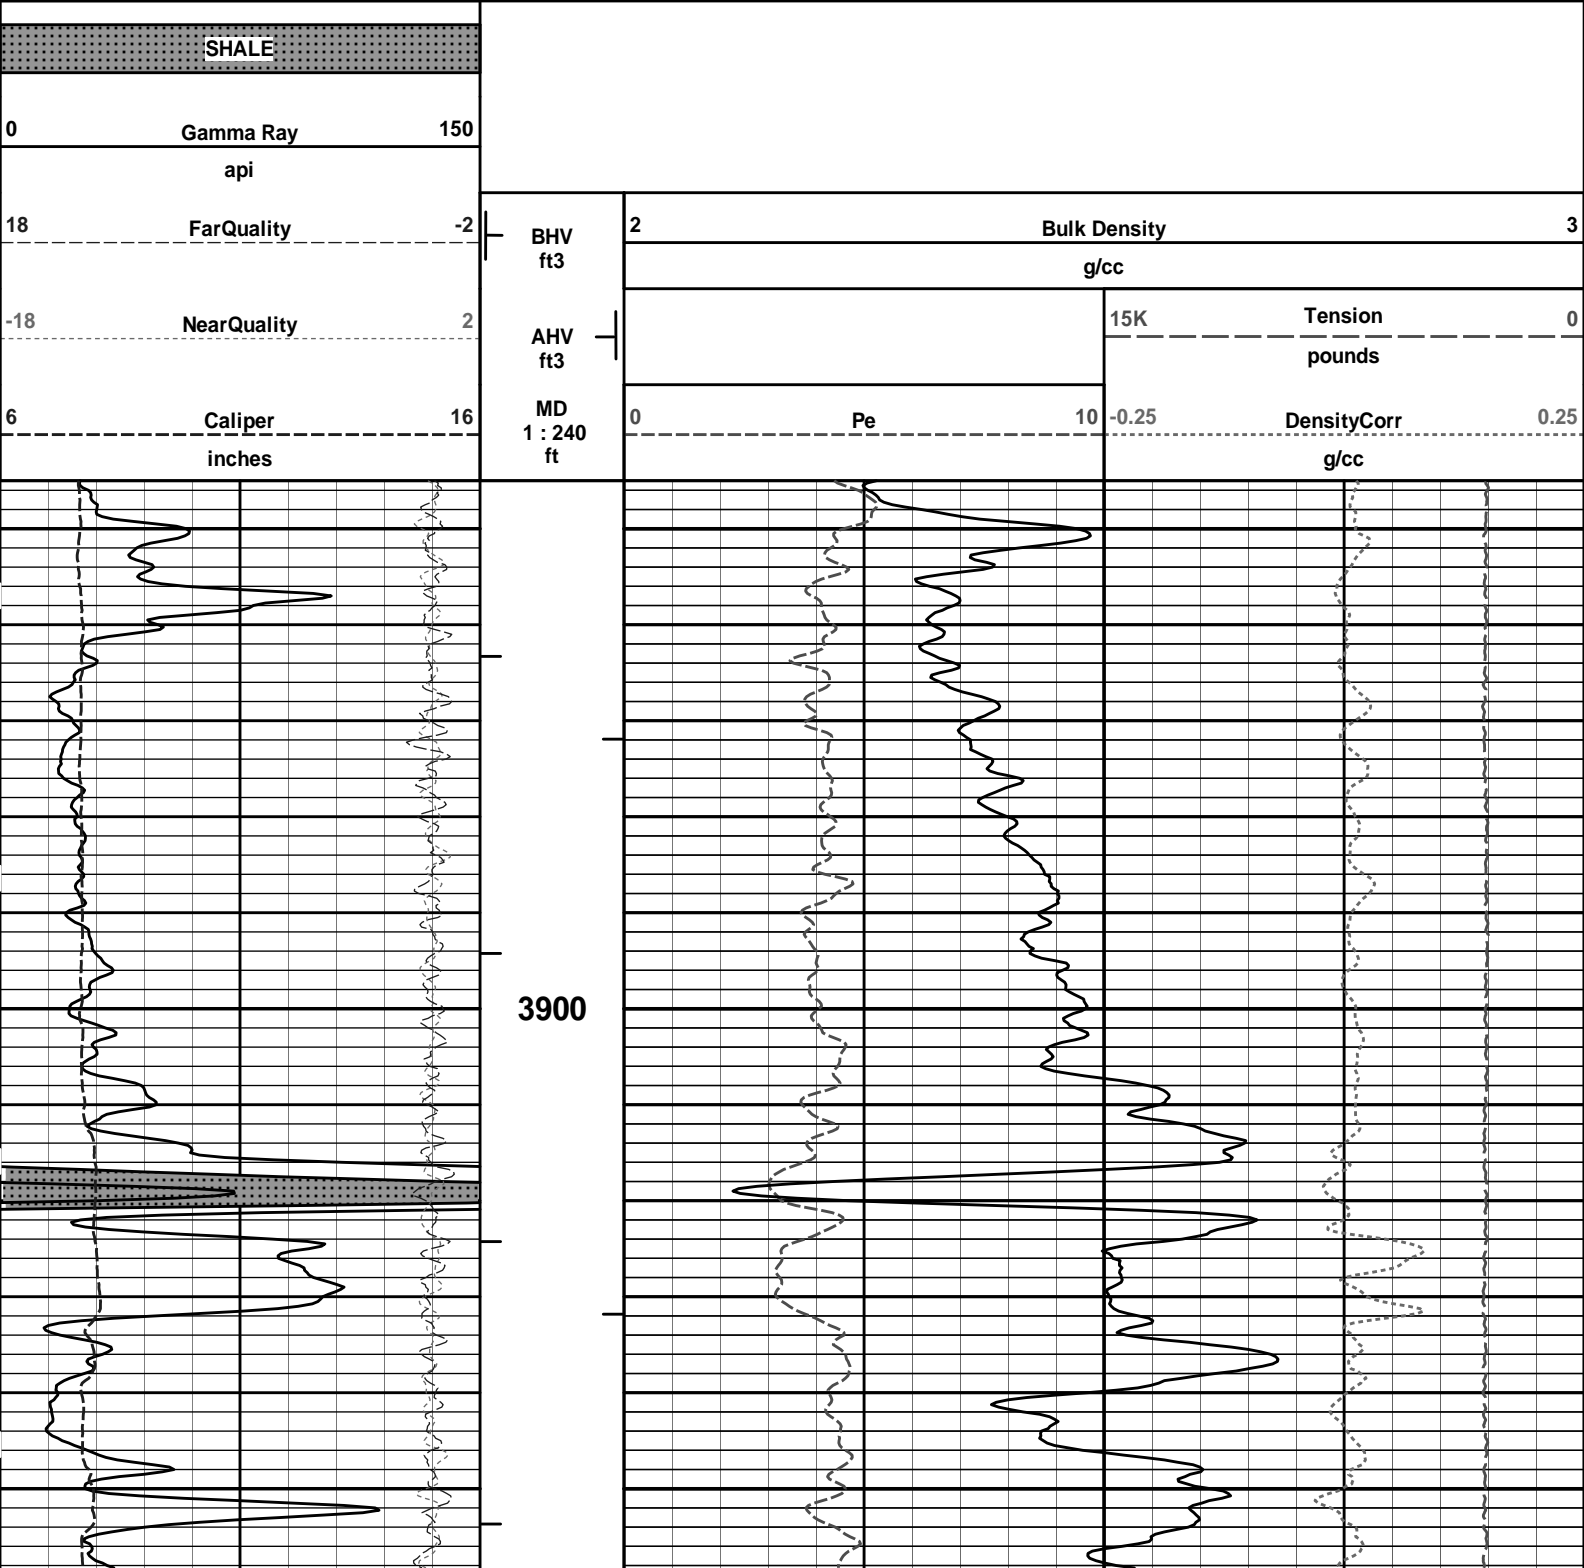 SHALE
0 Gamma Ray 150
api
18 FarQuality -2
-18 NearQuality 2
6 Caliper 16
inches
BHV
ft3
AHV
ft3
MD
1 : 240
ft
2 Bulk Density 3
g/cc
15K Tension 0
pounds
0 Pe 10
-0.25 DensityCorr 0.25
g/cc
3900